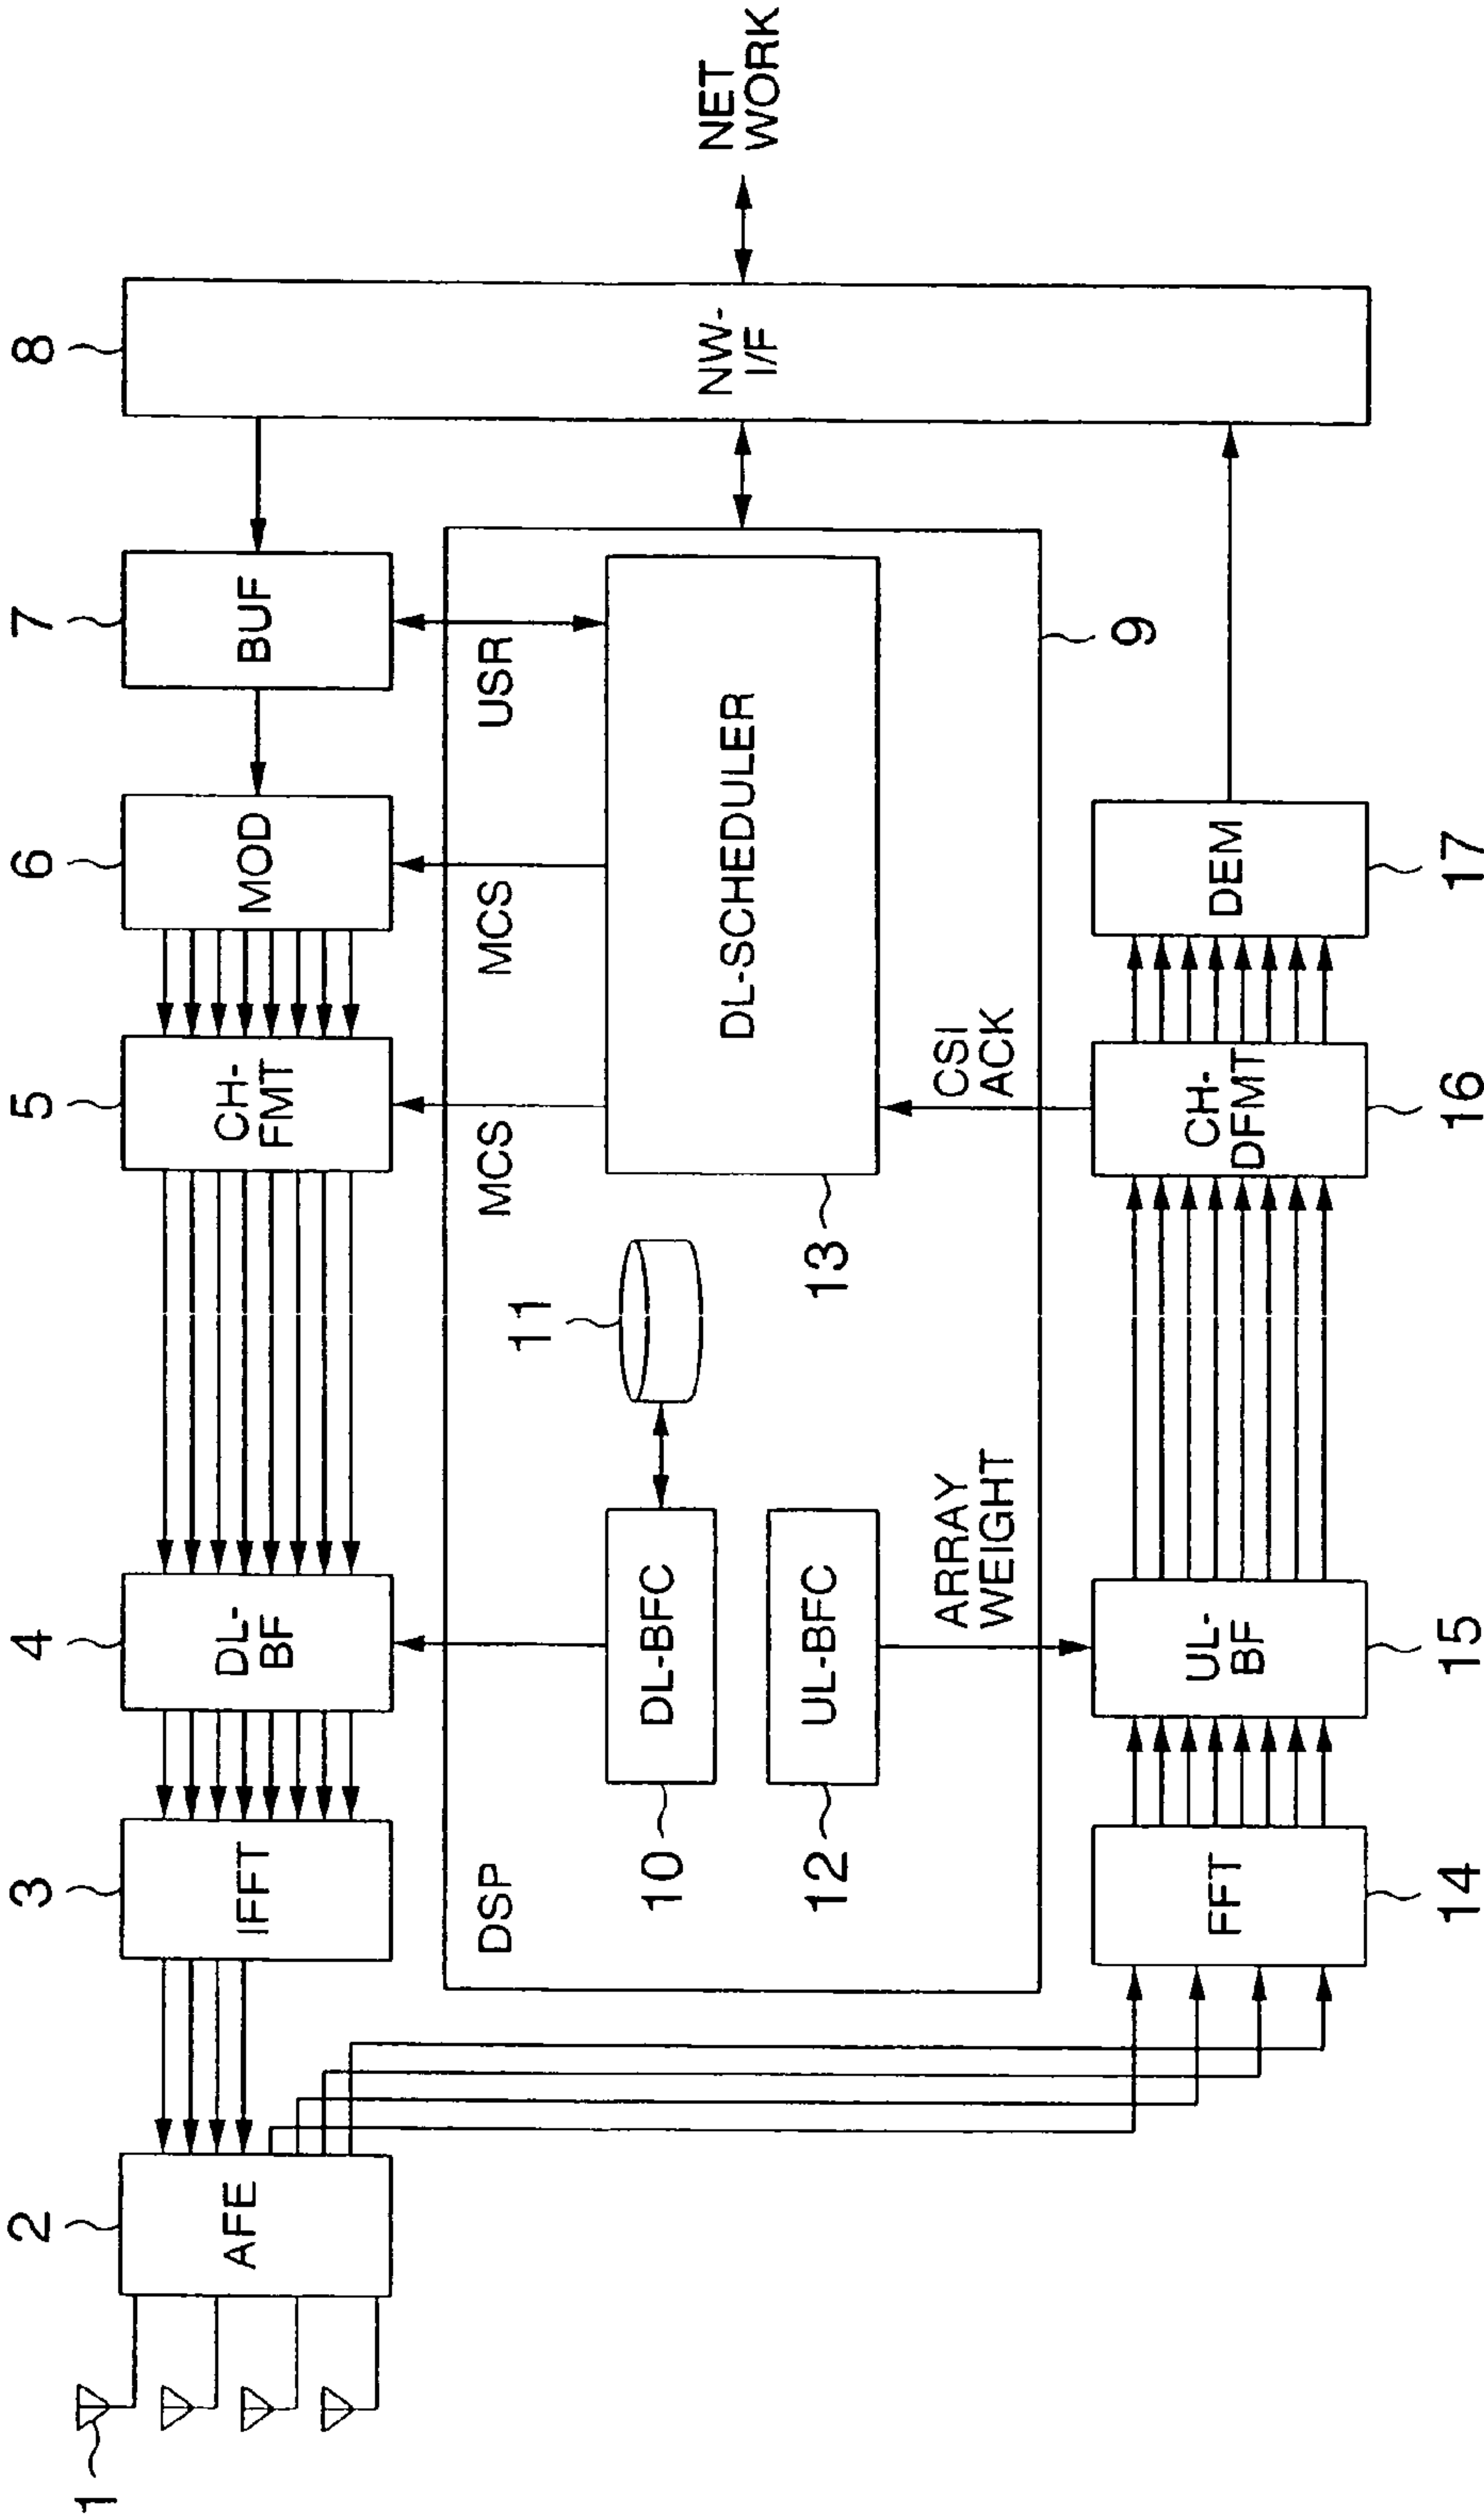 1
2
3
4
5
6
7
8
AFE
IFFT
DL-
BF
CH-
FMT
MOD
BUF
NW-
I/F
NET
WORK
DSP
MCS
MCS
USR
11
DL-BFC
10
DL-SCHEDULER
13
UL-BFC
12
ARRAY
WEIGHT
CSI
ACK
9
FFT
UL-
BF
CH-
DFMT
DEM
14
15
16
17